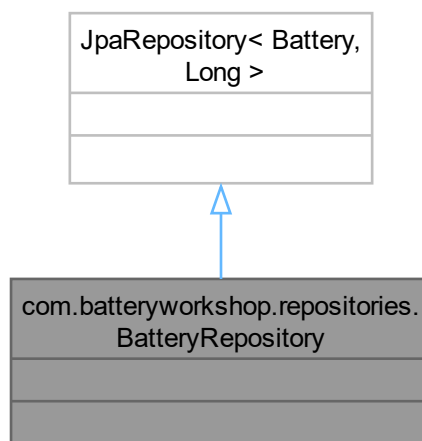 JpaRepository< Battery,
Long >
com.batteryworkshop.repositories.
BatteryRepository